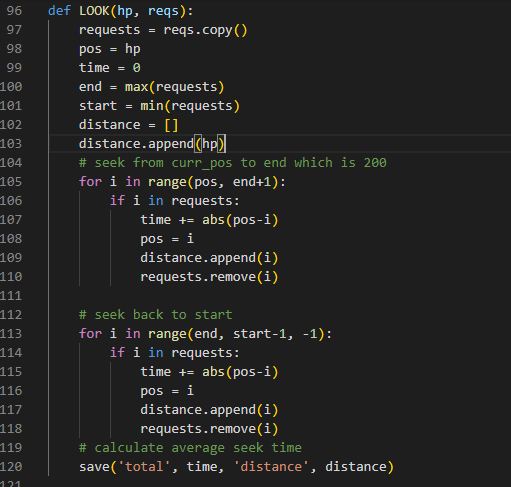 96 def LOOK(hp, reqs):
97     requests = reqs.copy()
98     pos = hp
99     time = 0
100     end = max(requests)
101     start = min(requests)
102     distance = []
103     distance.append(hp)
104     # seek from curr_pos to end which is 200
105     for i in range(pos, end+1):
106         if i in requests:
107             time += abs(pos-i)
108             pos = i
109             distance.append(i)
110             requests.remove(i)
111
112     # seek back to start
113     for i in range(end, start-1, -1):
114         if i in requests:
115             time += abs(pos-i)
116             pos = i
117             distance.append(i)
118             requests.remove(i)
119     # calculate average seek time
120     save('total', time, 'distance', distance)
121